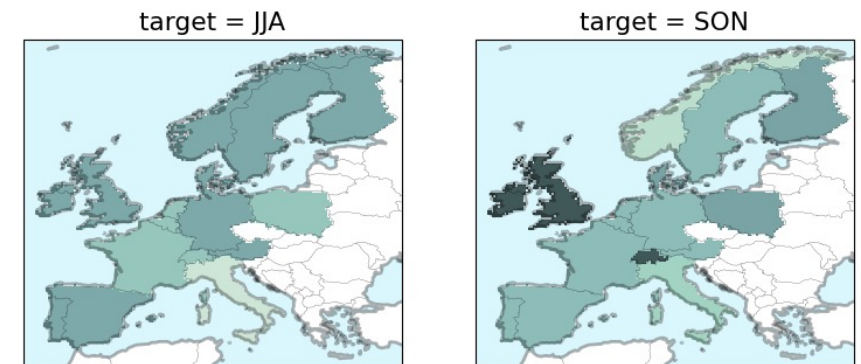 target = JJA
target = SON